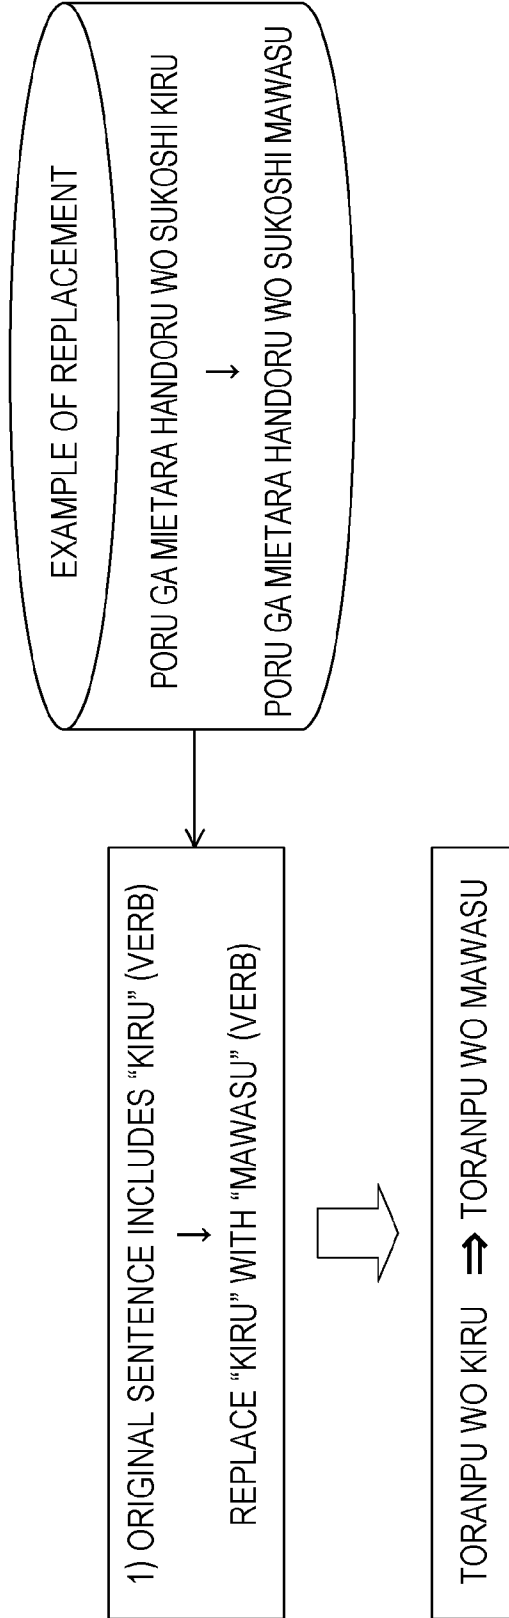 EXAMPLE OF REPLACEMENT
PORU GA MIETARA HANDORU WO SUKOSHI KIRU
↓
PORU GA MIETARA HANDORU WO SUKOSHI MAWASU
1) ORIGINAL SENTENCE INCLUDES “KIRU” (VERB)
↓
REPLACE “KIRU” WITH “MAWASU” (VERB)
TORANPU WO KIRU ⇒ TORANPU WO MAWASU